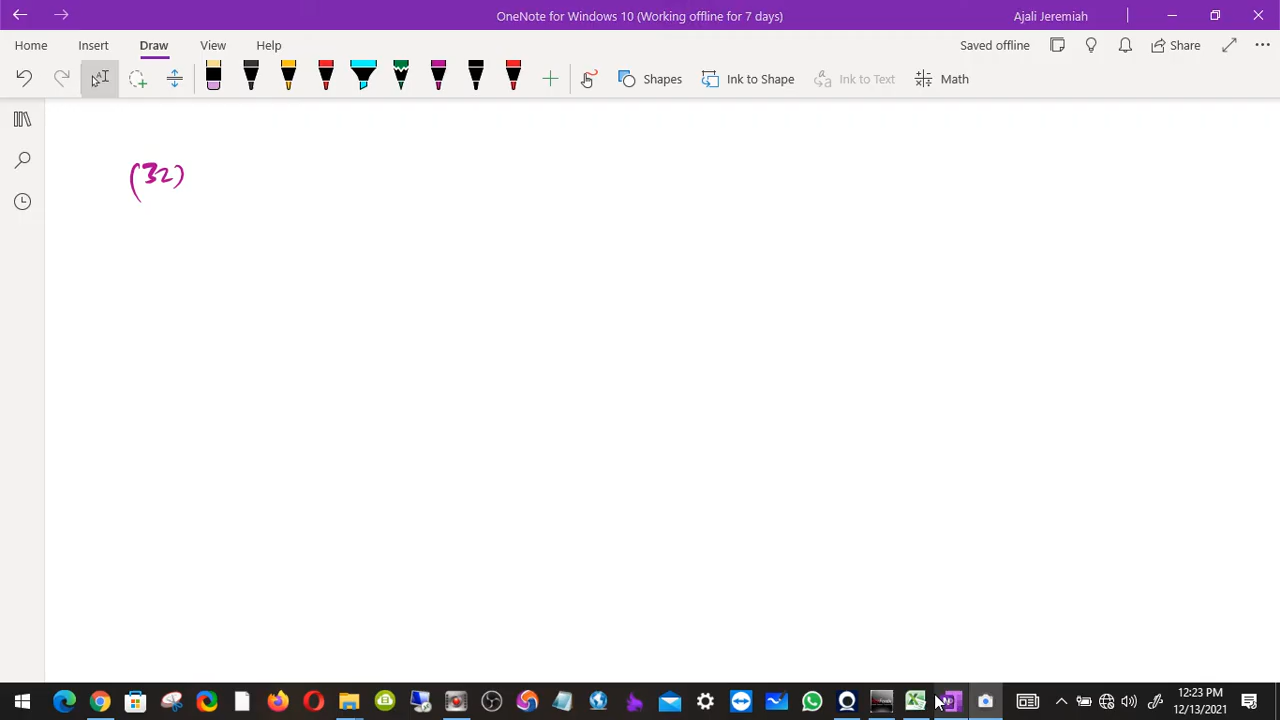 OneNote for Windows 10 (Working offline for 7 days)
Ajali Jeremiah
Home Insert Draw View Help
Saved offline
Share
Shapes
Ink to Shape
Ink to Text
Math
(32)
12:23 PM
12/13/2021